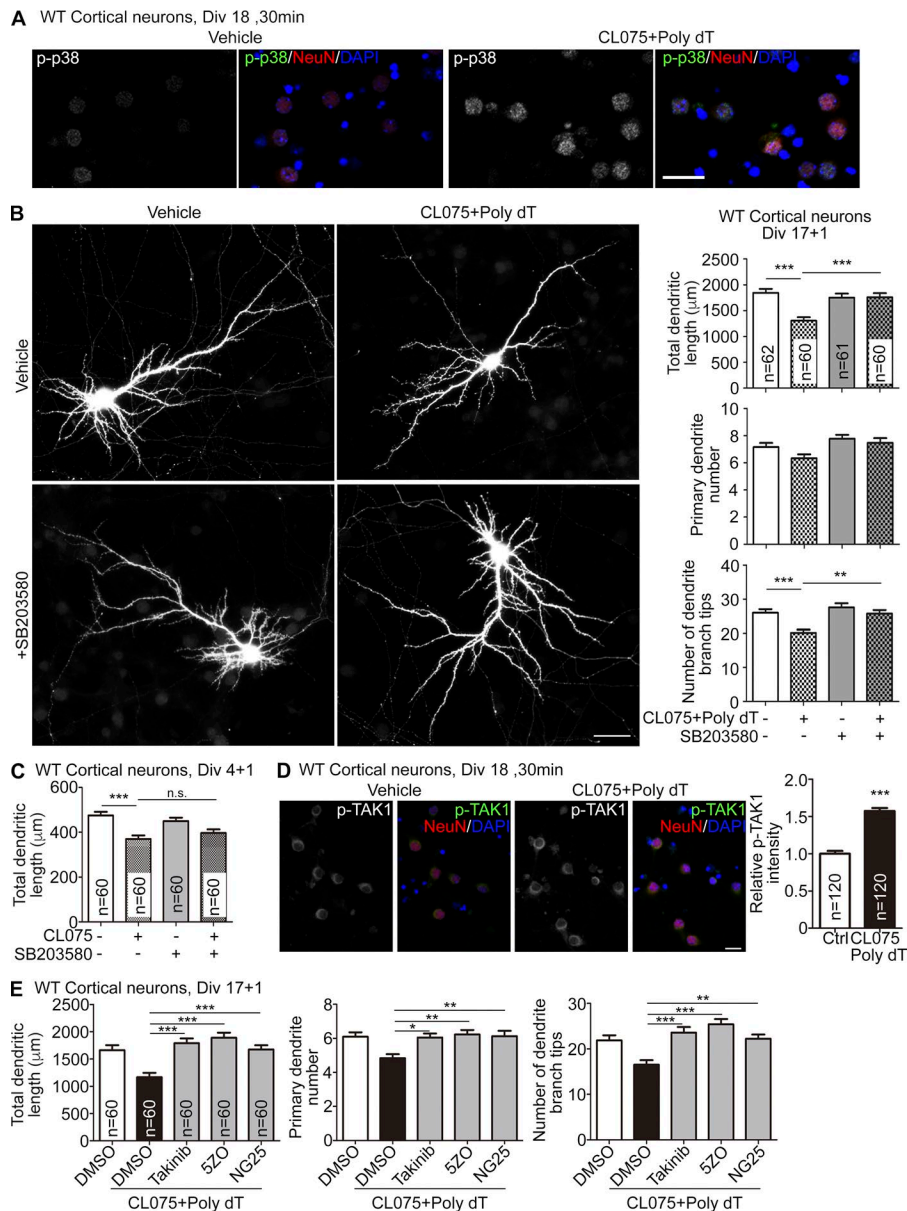 A WT Cortical neurons, Div 18 ,30min
Vehicle
CL075+Poly dT
p-p38
p-p38/NeuN/DAPI
p-p38
p-p38/NeuN/DAPI
B
Vehicle
CL075+Poly dT
Vehicle
+SB203580
WT Cortical neurons
Div 17+1
Total dendritic
length (μm)
2500
2000
1500
1000
500
0
*** ***
n=62 n=60 n=61 n=60
Primary dendrite
number
10
8
6
4
2
0
Number of dendrite
branch tips
30
20
10
0
*** **
CL075+Poly dT - + - +
SB203580 - - + +
C WT Cortical neurons, Div 4+1
Total dendritic
length (μm)
600
400
200
0
*** n.s.
n=60 n=60 n=60 n=60
CL075 - + - +
SB203580 - - + +
D WT Cortical neurons, Div 18 ,30min
Vehicle
CL075+Poly dT
p-TAK1
p-TAK1
NeuN/DAPI
p-TAK1
p-TAK1
NeuN/DAPI
Relative p-TAK1
intensity
2.0
1.5
1.0
0.5
0
***
n=120 n=120
Ctrl CL075
Poly dT
E WT Cortical neurons, Div 17+1
Total dendritic
length (μm)
2500
2000
1500
1000
500
0
***
***
***
n=60 n=60 n=60 n=60 n=60
DMSO DMSO Takinib 5ZO NG25
CL075+Poly dT
Primary dendrite
number
8
6
4
2
0
**
**
*
DMSO DMSO Takinib 5ZO NG25
CL075+Poly dT
Number of dendrite
branch tips
30
20
10
0
**
***
***
DMSO DMSO Takinib 5ZO NG25
CL075+Poly dT